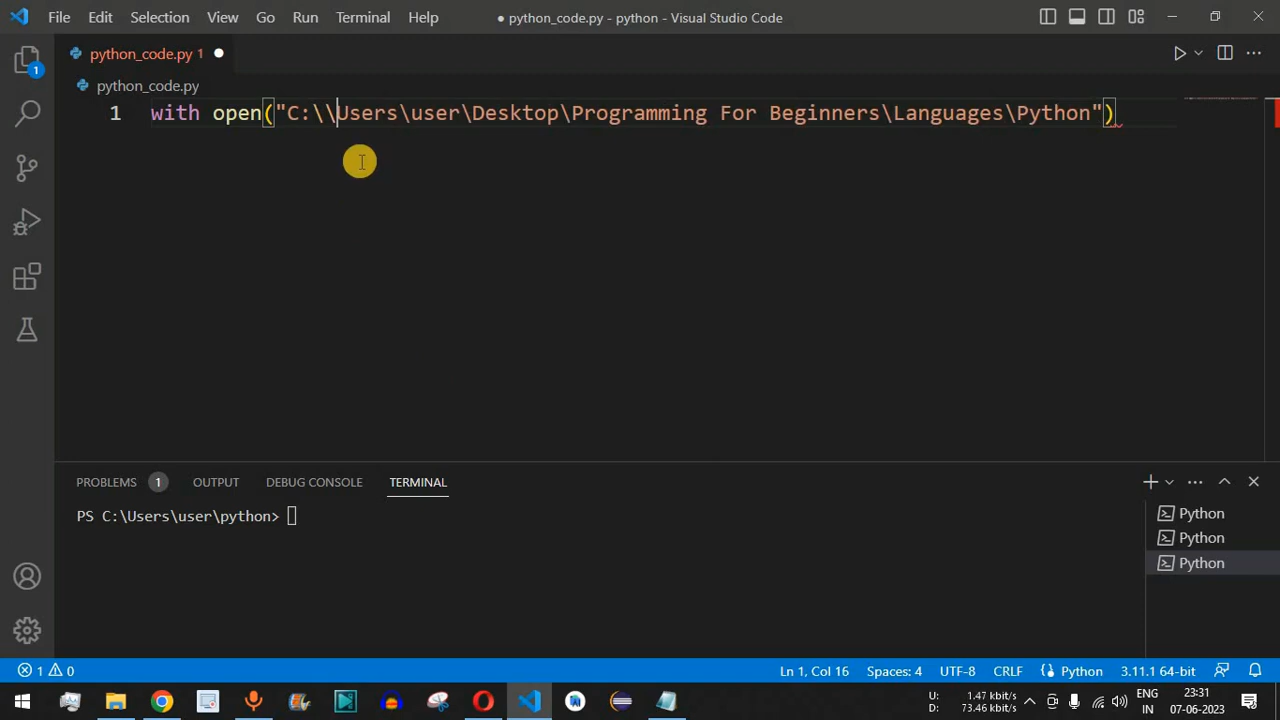 File Edit Selection View Go Run Terminal Help
● python_code.py - python - Visual Studio Code
python_code.py 1
python_code.py
1 with open("C:\\Users\user\Desktop\Programming For Beginners\Languages\Python")
1
PROBLEMS 1 OUTPUT DEBUG CONSOLE TERMINAL
PS C:\Users\user\python>
Python
Python
Python
1 0 Ln 1, Col 16 Spaces: 4 UTF-8 CRLF Python 3.11.1 64-bit
U: 1.47 kbit/s
D: 73.46 kbit/s
ENG
IN
23:31
07-06-2023